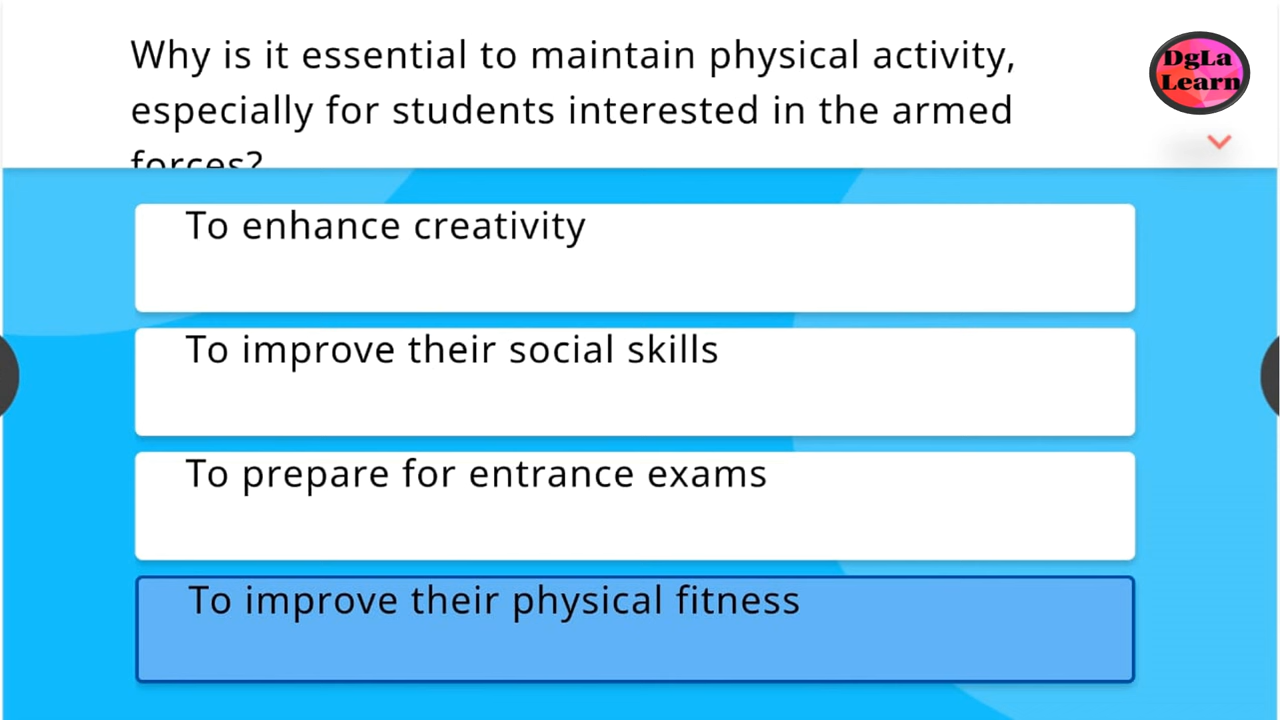 Why is it essential to maintain physical activity,
especially for students interested in the armed
forces?
DgLa
Learn
To enhance creativity
To improve their social skills
To prepare for entrance exams
To improve their physical fitness